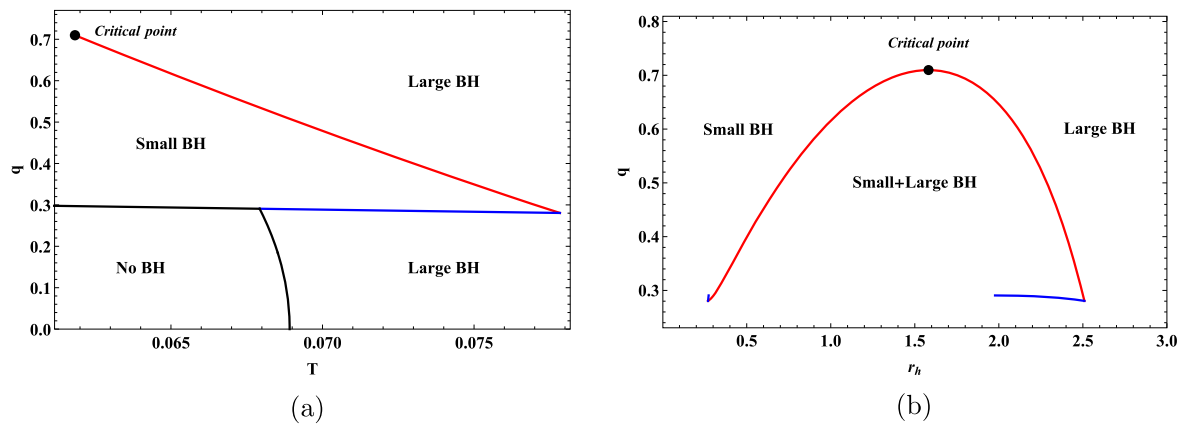 0.7
0.6
0.5
0.4
0.3
0.2
0.1
0.0
q
Critical point
Large BH
Small BH
No BH
Large BH
0.065
0.070
0.075
T
(a)
0.8
0.7
0.6
0.5
0.4
0.3
q
Critical point
Small BH
Large BH
Small+Large BH
0.5
1.0
1.5
2.0
2.5
3.0
r_h
(b)